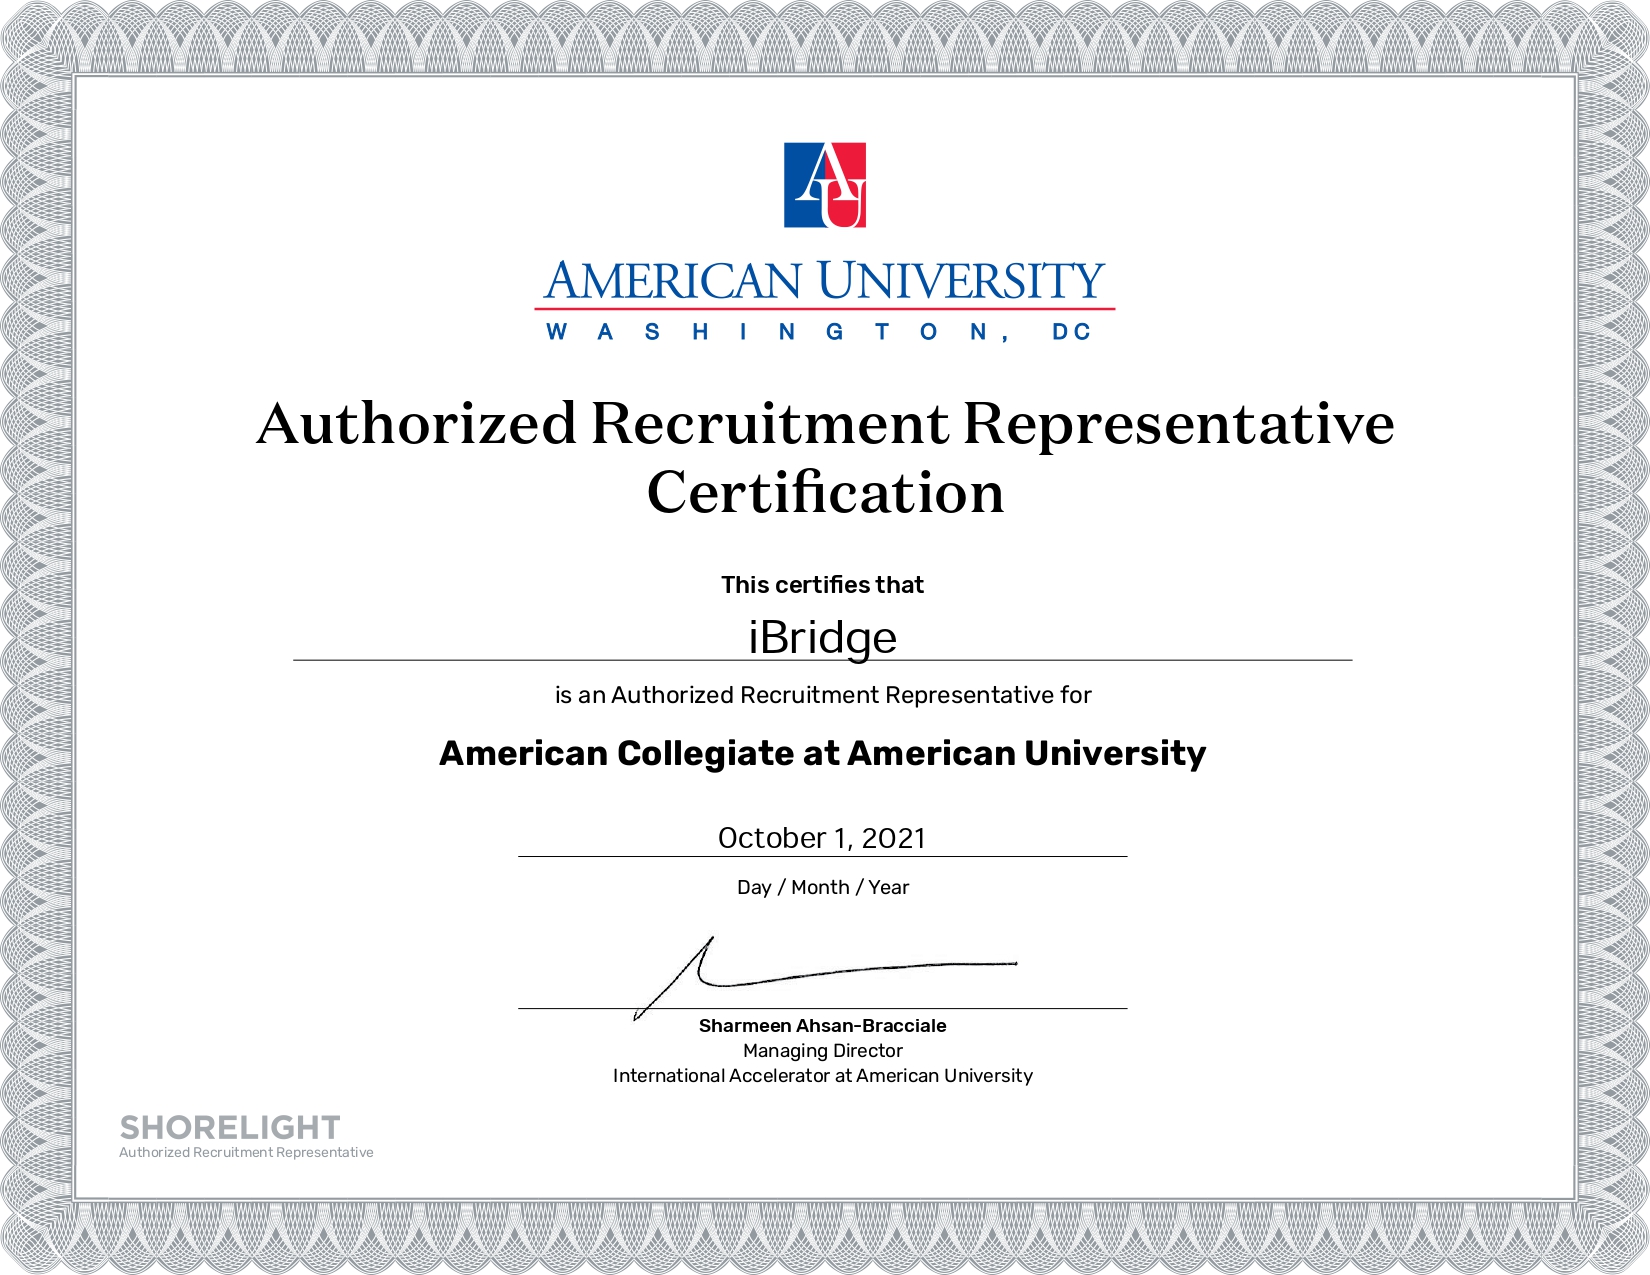 AU
AMERICAN UNIVERSITY
WASHINGTON, DC
Authorized Recruitment Representative
Certification
This certifies that
iBridge
is an Authorized Recruitment Representative for
American Collegiate at American University
October 1, 2021
Day / Month / Year
Sharmeen Ahsan-Bracciale
Managing Director
International Accelerator at American University
SHORELIGHT
Authorized Recruitment Representative